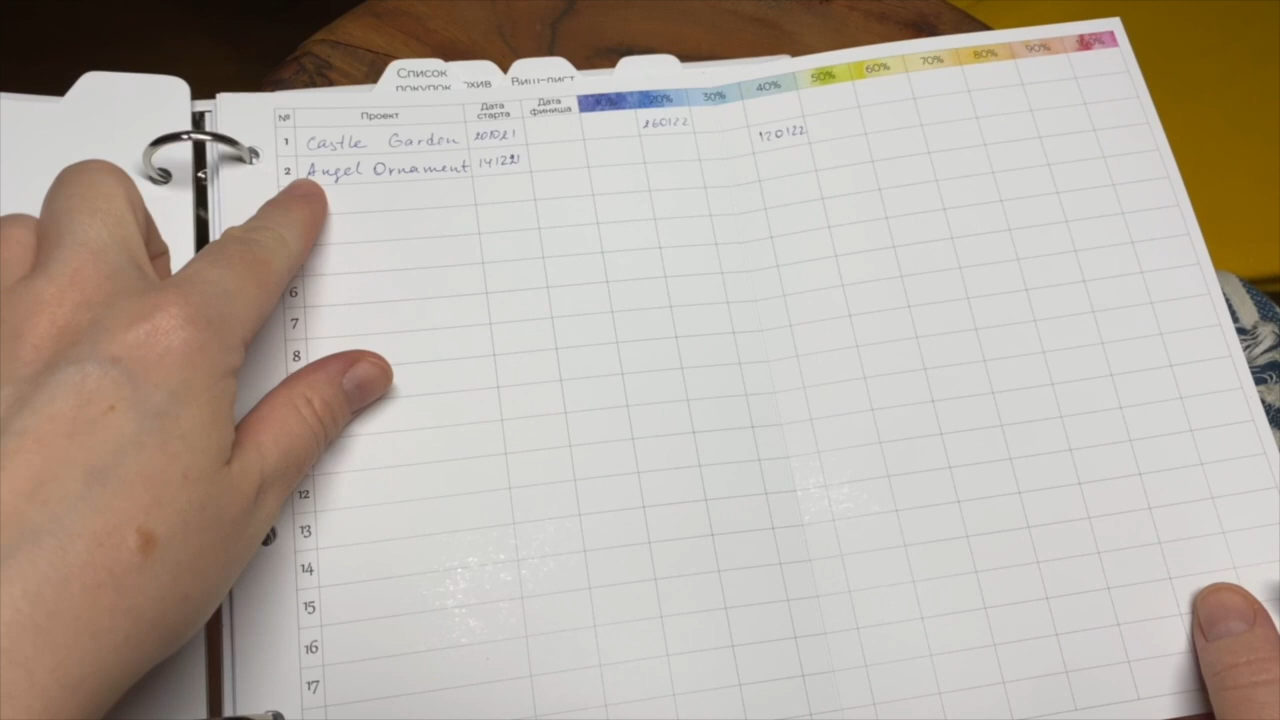 Список
покупок
рхив
Виш-лист
№ Проект Дата старта Дата финиша 10% 20% 30% 40% 50% 60% 70% 80% 90% 100%
1 Castle Garden 201021 260122 120122
2 Angel Ornament 141221
6
7
8
12
13
14
15
16
17